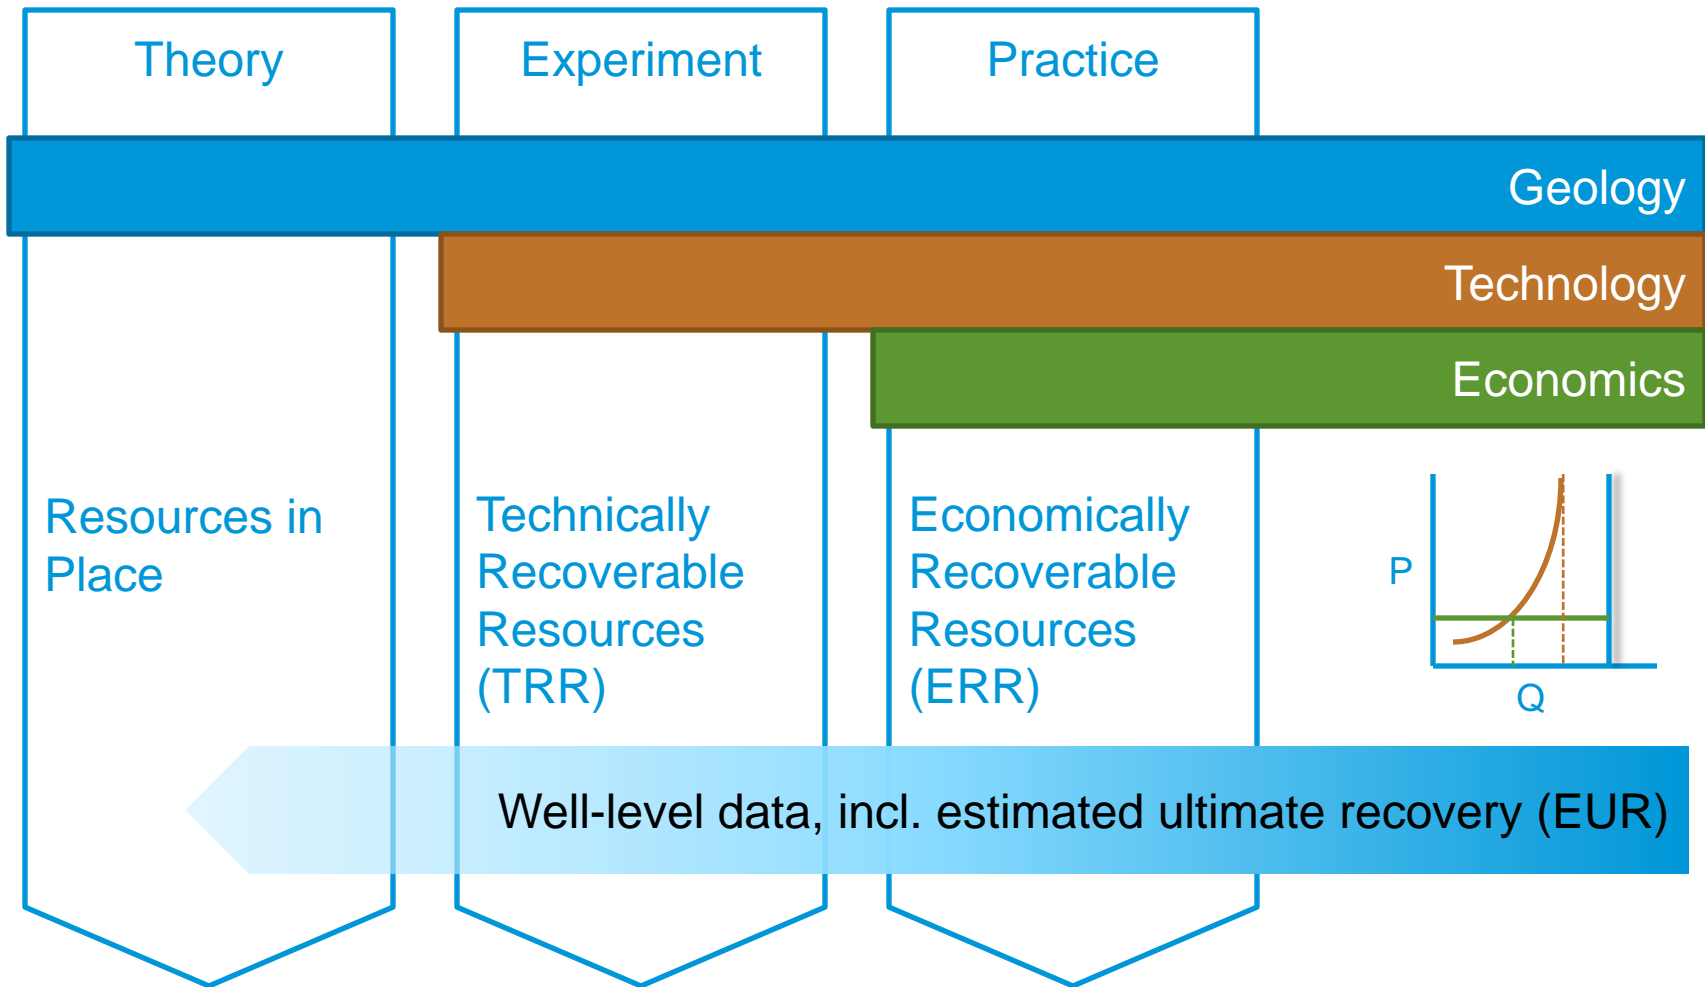 Theory
Experiment
Practice
Geology
Technology
Economics
Resources in
Place
Technically
Recoverable
Resources
(TRR)
Economically
Recoverable
Resources
(ERR)
P
Q
Well-level data, incl. estimated ultimate recovery (EUR)